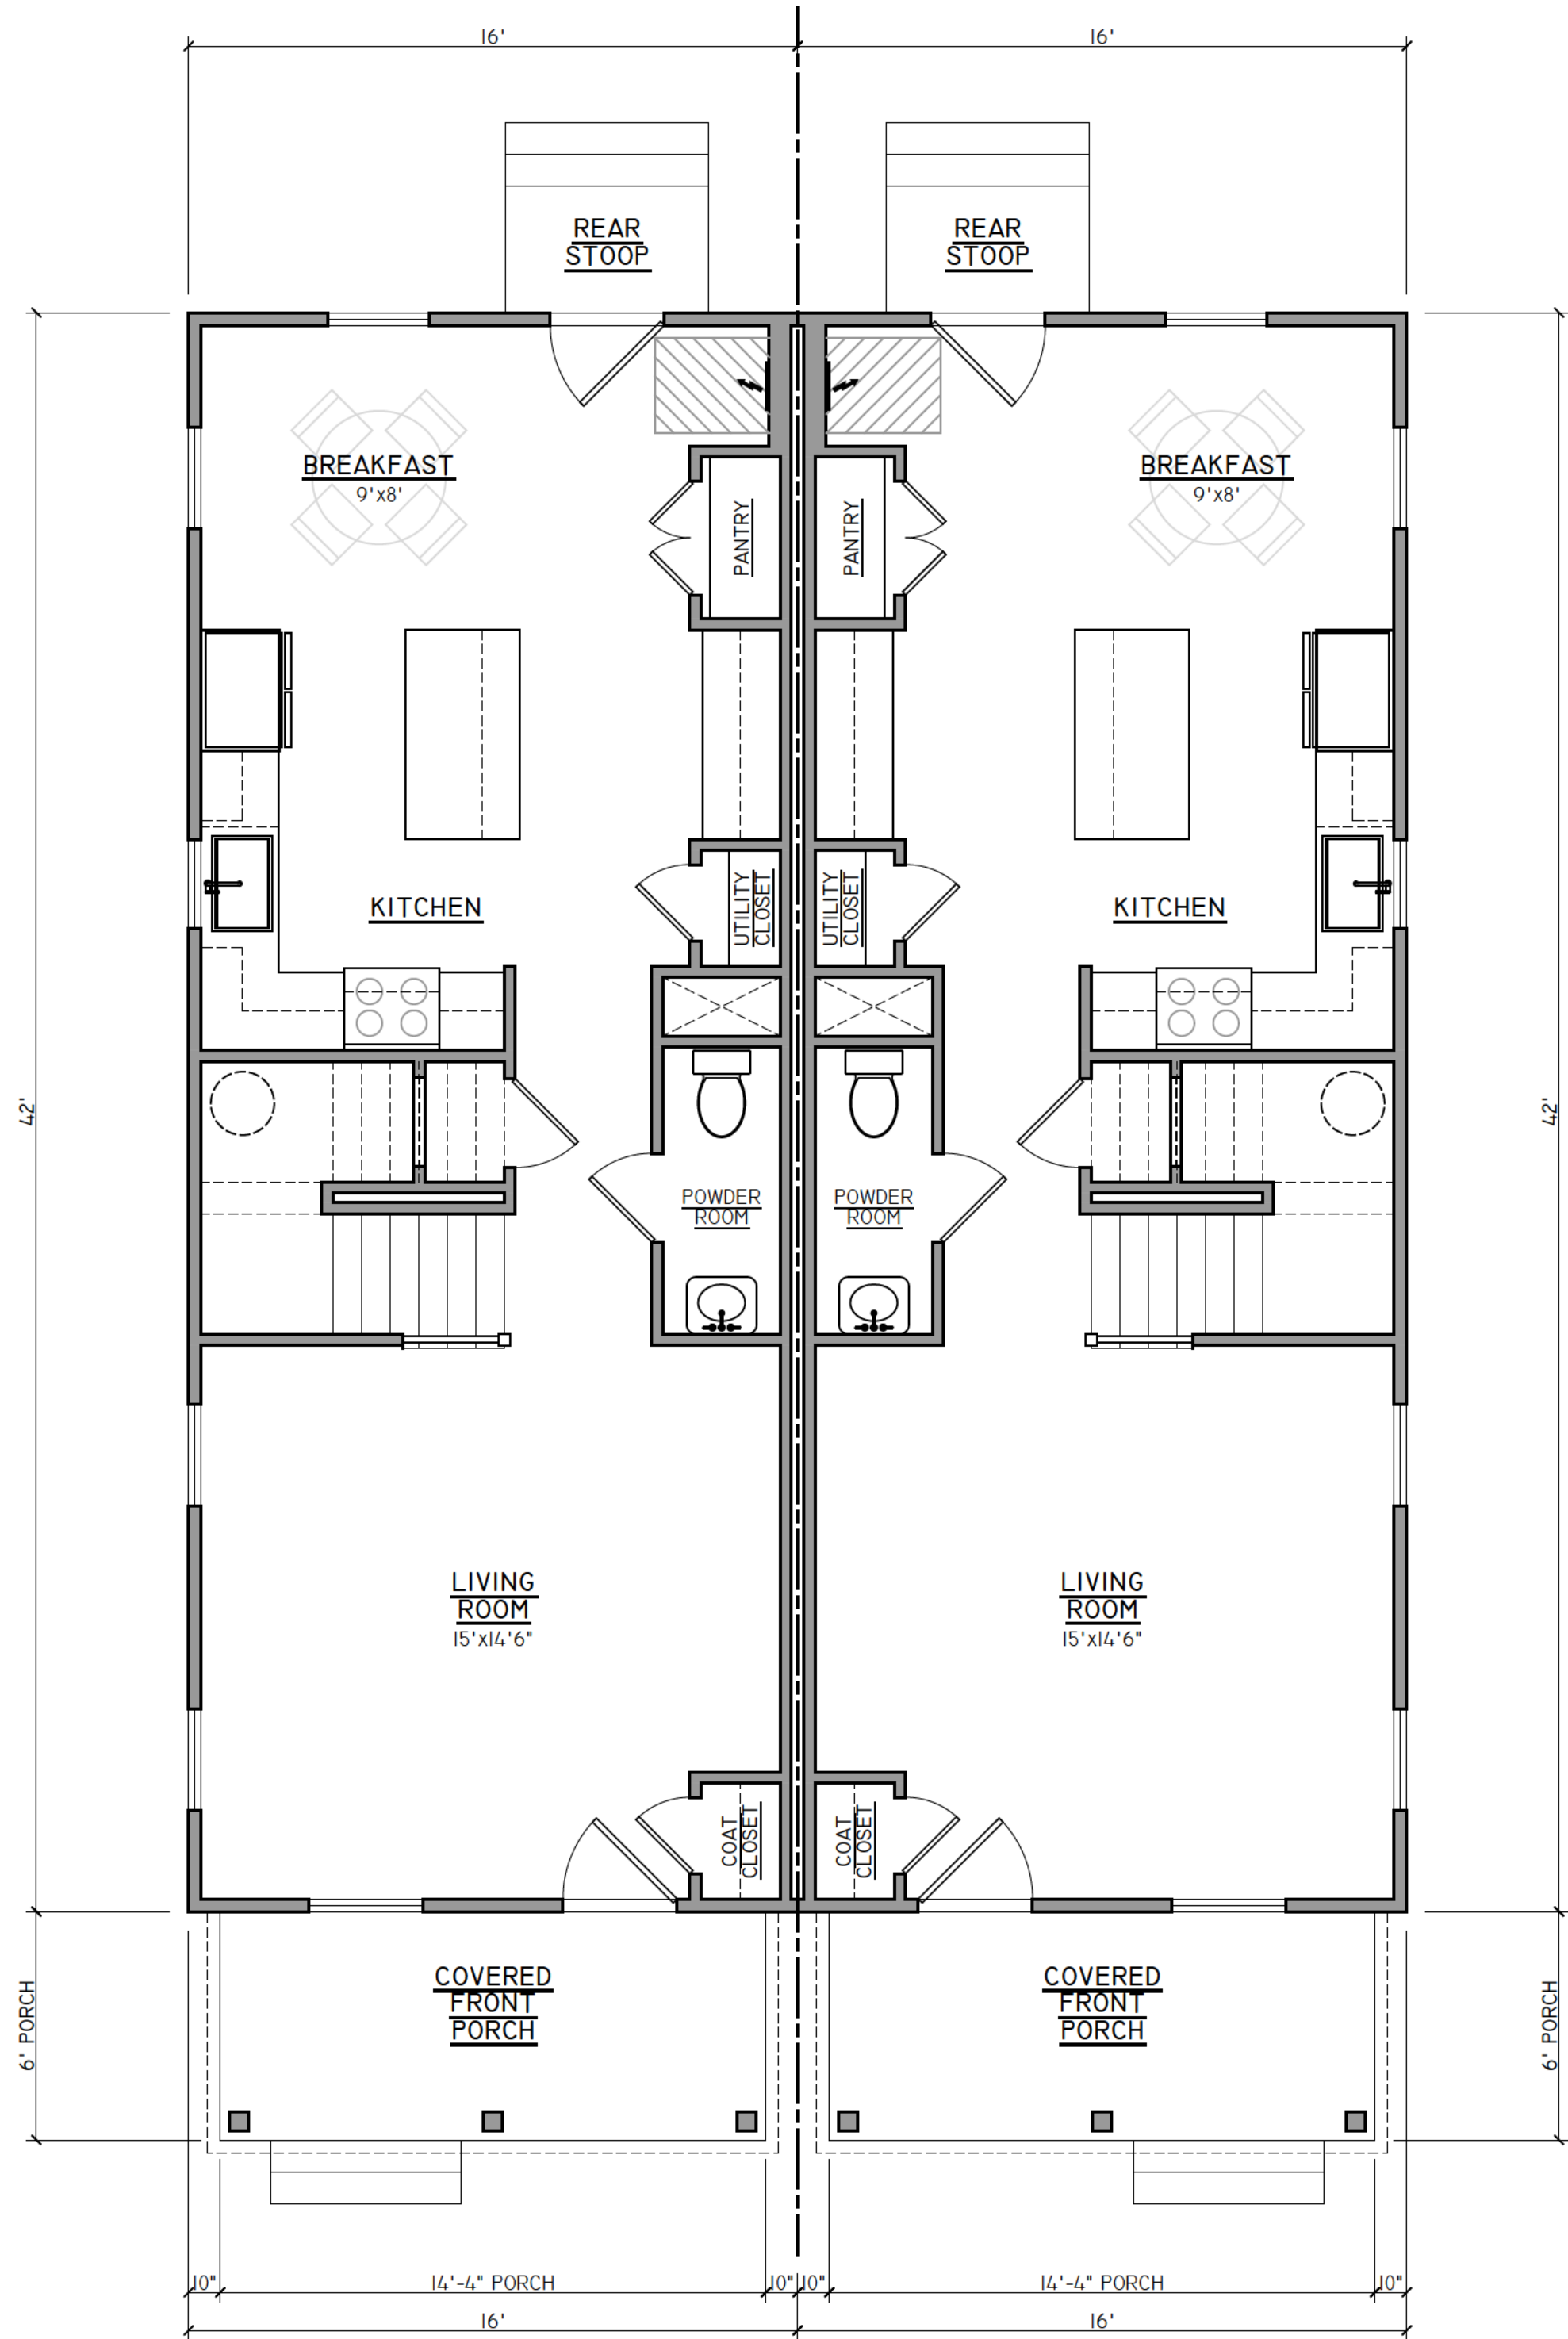 16'
16'
REAR
STOOP
REAR
STOOP
BREAKFAST
9'x8'
PANTRY
PANTRY
BREAKFAST
9'x8'
KITCHEN
UTILITY
CLOSET
UTILITY
CLOSET
KITCHEN
42'
42'
POWDER
ROOM
POWDER
ROOM
LIVING
ROOM
15'x14'6"
LIVING
ROOM
15'x14'6"
COAT
CLOSET
COAT
CLOSET
COVERED
FRONT
PORCH
COVERED
FRONT
PORCH
6' PORCH
6' PORCH
10"
14'-4" PORCH
10"
10"
14'-4" PORCH
10"
16'
16'